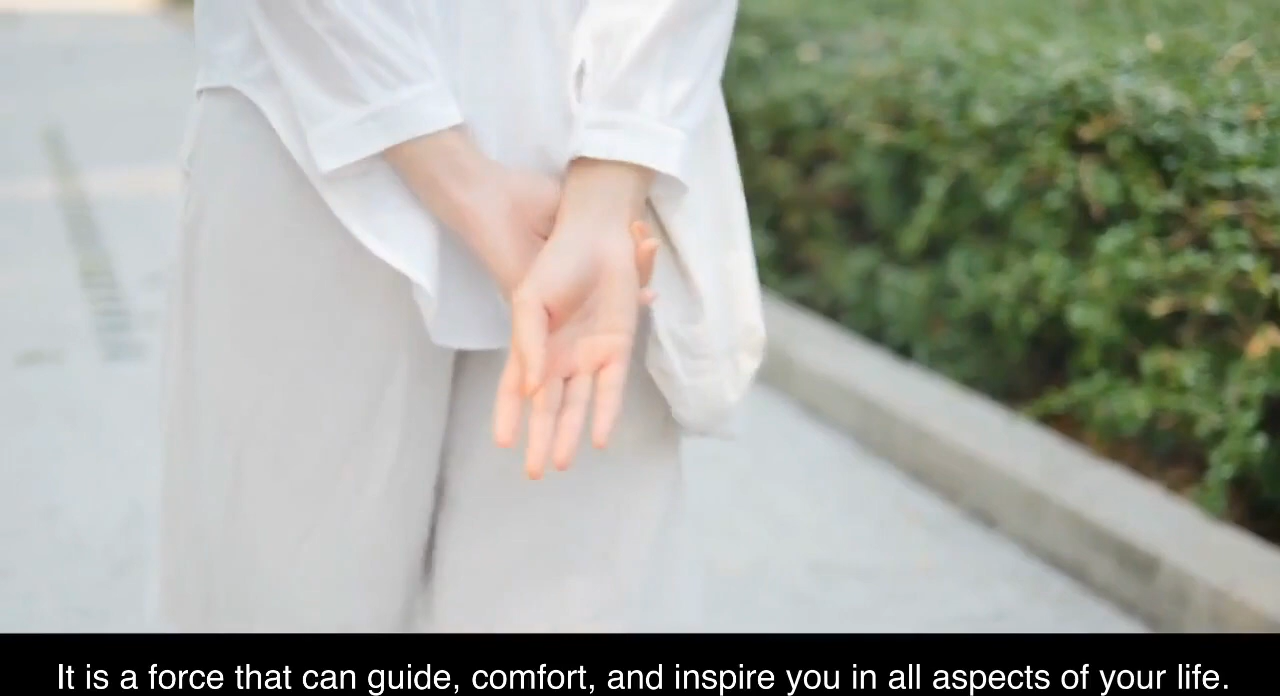 It is a force that can guide, comfort, and inspire you in all aspects of your life.